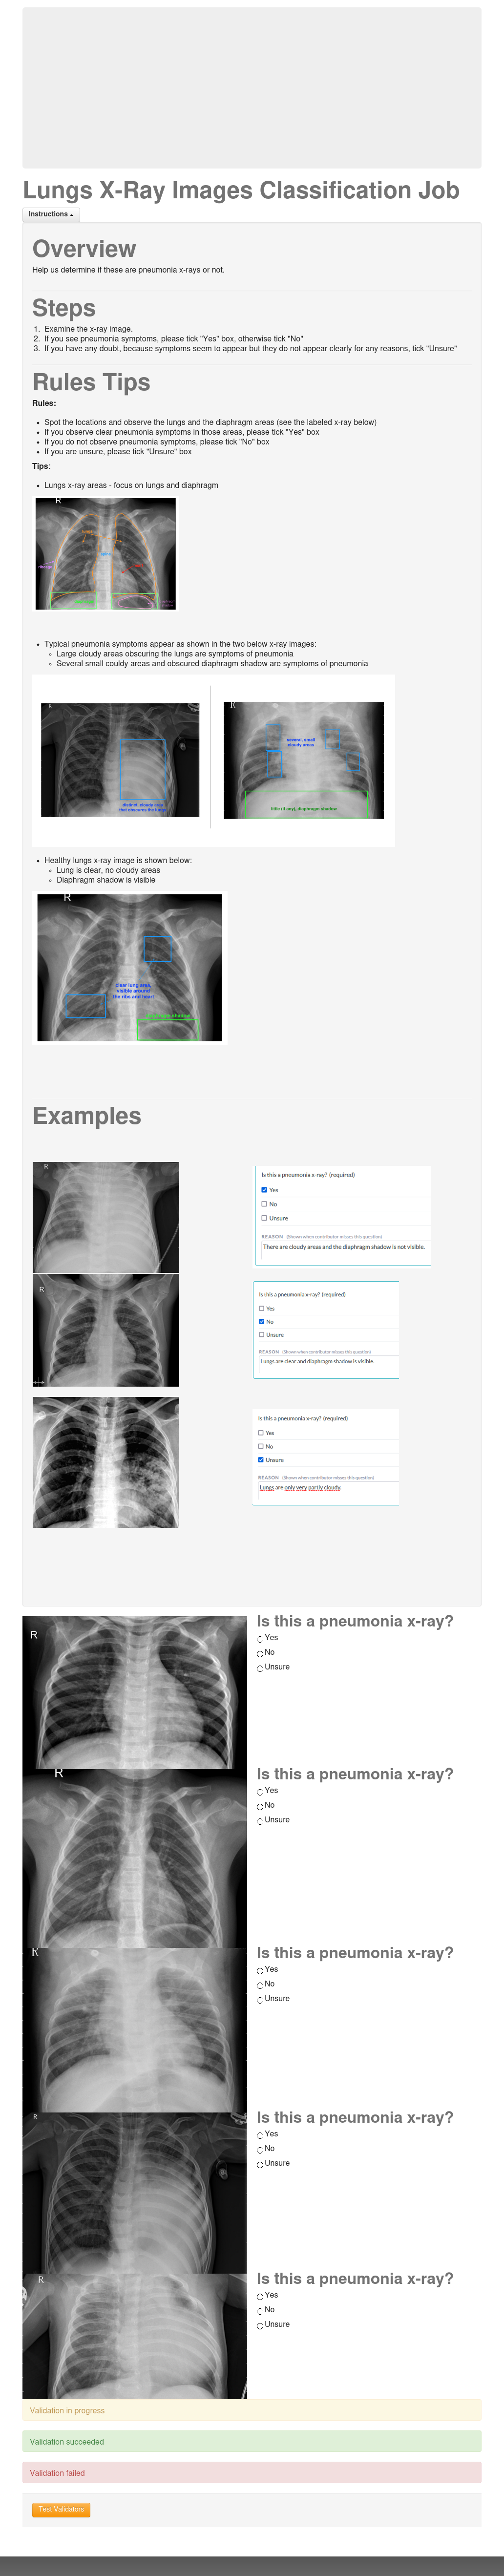 Lungs X-Ray Images Classification Job
Instructions
Overview
Help us determine if these are pneumonia x-rays or not.
Steps
1. Examine the x-ray image.
2. If you see pneumonia symptoms, please tick "Yes" box, otherwise tick "No"
3. If you have any doubt, because symptoms seem to appear but they do not appear clearly for any reasons, tick "Unsure"
Rules Tips
Rules:
Spot the locations and observe the lungs and the diaphragm areas (see the labeled x-ray below)
If you observe clear pneumonia symptoms in those areas, please tick "Yes" box
If you do not observe pneumonia symptoms, please tick "No" box
If you are unsure, please tick "Unsure" box
Tips:
Lungs x-ray areas - focus on lungs and diaphragm
R
Typical pneumonia symptoms appear as shown in the two below x-ray images:
Large cloudy areas obscuring the lungs are symptoms of pneumonia
Several small couldy areas and obscured diaphragm shadow are symptoms of pneumonia
R
several, small
cloudy areas
distinct, cloudy area
that obscures the lungs
little (if any), diaphragm shadow
Healthy lungs x-ray image is shown below:
Lung is clear, no cloudy areas
Diaphragm shadow is visible
R
clear lung area,
visible around
the ribs and heart
diaphragm shadow
Examples
R
Is this a pneumonia x-ray? (required)
Yes
No
Unsure
REASON (Shown when contributor misses this question)
There are cloudy areas and the diaphragm shadow is not visible.
R
Is this a pneumonia x-ray? (required)
Yes
No
Unsure
REASON (Shown when contributor misses this question)
Lungs are clear and diaphragm shadow is visible.
Is this a pneumonia x-ray? (required)
Yes
No
Unsure
REASON (Shown when contributor misses this question)
Lungs are only very partly cloudy.
R
Is this a pneumonia x-ray?
Yes
No
Unsure
R
Is this a pneumonia x-ray?
Yes
No
Unsure
R
Is this a pneumonia x-ray?
Yes
No
Unsure
R
Is this a pneumonia x-ray?
Yes
No
Unsure
R
Is this a pneumonia x-ray?
Yes
No
Unsure
Validation in progress
Validation succeeded
Validation failed
Test Validators